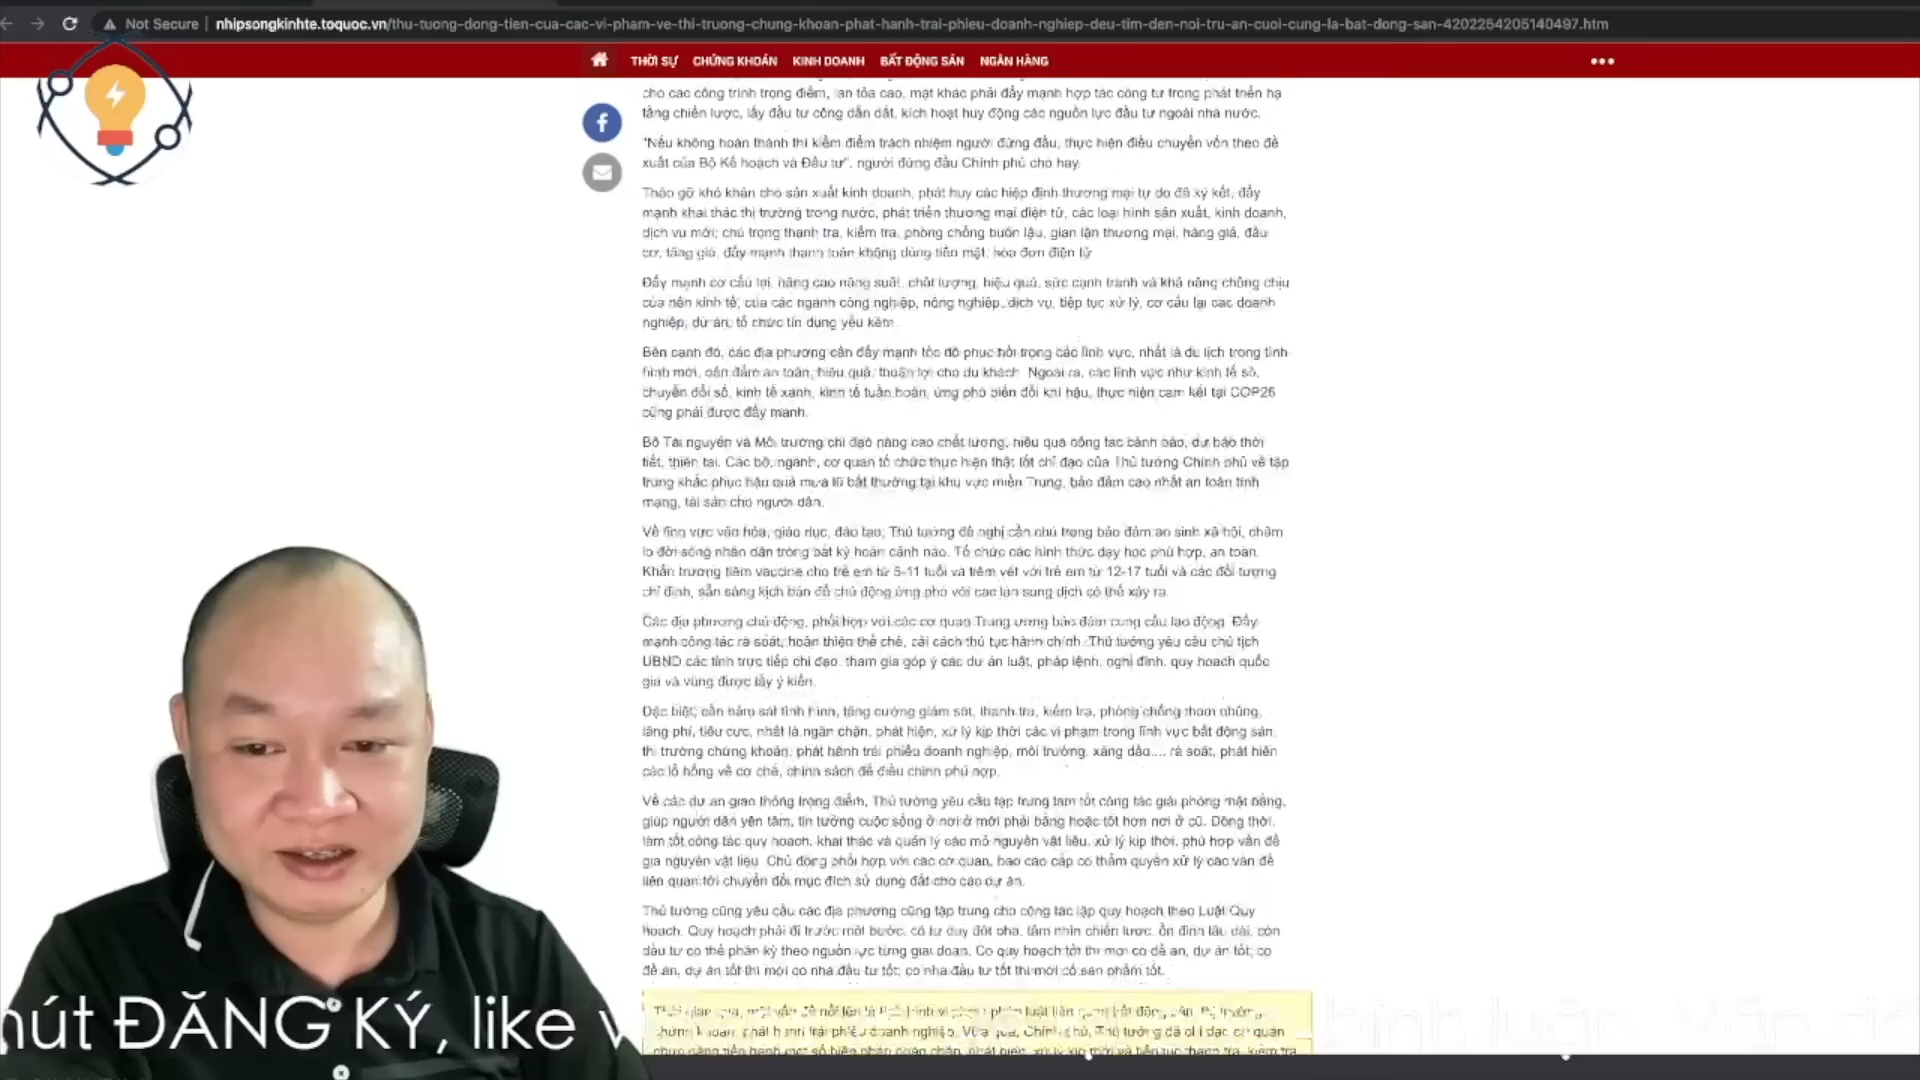 Not Secure | nhipsongkinhte.toquoc.vn/thu-tuong-dong-tien-cua-cac-vi-pham-ve-thi-truong-chung-khoan-phat-hanh-trai-phieu-doanh-nghiep-deu-tim-den-noi-tru-an-cuoi-cung-la-bat-dong-san-4202254205140497.htm
THỜI SỰ CHỨNG KHOÁN KINH DOANH BẤT ĐỘNG SẢN NGÂN HÀNG
cho các công trình trọng điểm, lan tỏa cao, mặt khác phải đẩy mạnh hợp tác công tư trong phát triển hạ
tầng chiến lược, lấy đầu tư công dẫn dắt, kích hoạt huy động các nguồn lực đầu tư ngoài nhà nước.
"Nếu không hoàn thành thì kiểm điểm trách nhiệm người đứng đầu, thực hiện điều chuyển vốn theo đề
xuất của Bộ Kế hoạch và Đầu tư", người đứng đầu Chính phủ cho hay.
Tháo gỡ khó khăn cho sản xuất kinh doanh, phát huy các hiệp định thương mại tự do đã ký kết, đẩy
mạnh khai thác thị trường trong nước, phát triển thương mại điện tử, các loại hình sản xuất, kinh doanh,
dịch vụ mới; chú trọng thanh tra, kiểm tra, phòng chống buôn lậu, gian lận thương mại, hàng giả, đầu
cơ, tăng giá, đẩy mạnh thanh toán không dùng tiền mặt; hóa đơn điện tử
Đẩy mạnh cơ cấu lại, nâng cao năng suất, chất lượng, hiệu quả, sức cạnh tranh và khả năng chống chịu
của nền kinh tế, của các ngành công nghiệp, nông nghiệp, dịch vụ, tiếp tục xử lý, cơ cấu lại các doanh
nghiệp, dự án, tổ chức tín dụng yếu kém.
Bên cạnh đó, các địa phương cần đẩy mạnh tốc độ phục hồi trong các lĩnh vực, nhất là du lịch trong tình
hình mới, bảo đảm an toàn, hiệu quả, thuận lợi cho du khách. Ngoài ra, các lĩnh vực như kinh tế số,
chuyển đổi số, kinh tế xanh, kinh tế tuần hoàn, ứng phó biến đổi khí hậu, thực hiện cam kết tại COP26
cũng phải được đẩy mạnh.
Bộ Tài nguyên và Môi trường chỉ đạo nâng cao chất lượng, hiệu quả công tác cảnh báo, dự báo thời
tiết, thiên tai. Các bộ, ngành, cơ quan tổ chức thực hiện thật tốt chỉ đạo của Thủ tướng Chính phủ về tập
trung khắc phục hậu quả mưa lũ bất thường tại khu vực miền Trung, bảo đảm cao nhất an toàn tính
mạng, tài sản cho người dân.
Về lĩnh vực văn hóa, giáo dục, đào tạo, Thủ tướng đề nghị cần chú trọng bảo đảm an sinh xã hội, chăm
lo đời sống nhân dân trong bất kỳ hoàn cảnh nào. Tổ chức các hình thức dạy học phù hợp, an toàn.
Khẩn trương tiêm vaccine cho trẻ em từ 5-11 tuổi và tiêm vét với trẻ em từ 12-17 tuổi và các đối tượng
chỉ định, sẵn sàng kịch bản để chủ động ứng phó với các làn sóng dịch có thể xảy ra.
Các địa phương chủ động, phối hợp với các cơ quan Trung ương bảo đảm cung cầu lao động. Đẩy
mạnh công tác rà soát, hoàn thiện thể chế, cải cách thủ tục hành chính. Thủ tướng yêu cầu chủ tịch
UBND các tỉnh trực tiếp chỉ đạo, tham gia góp ý các dự án luật, pháp lệnh, nghị định, quy hoạch quốc
gia và vùng được lấy ý kiến.
Đặc biệt, cần nắm sát tình hình, tăng cường giám sát, thanh tra, kiểm tra, phòng chống tham nhũng,
lãng phí, tiêu cực, nhất là ngăn chặn, phát hiện, xử lý kịp thời các vi phạm trong lĩnh vực bất động sản,
thị trường chứng khoán, phát hành trái phiếu doanh nghiệp, môi trường, xăng dầu.... rà soát, phát hiện
các lỗ hổng về cơ chế, chính sách để điều chỉnh phù hợp.
Về các dự án giao thông trọng điểm, Thủ tướng yêu cầu tập trung làm tốt công tác giải phóng mặt bằng,
giúp người dân yên tâm, tin tưởng cuộc sống ở nơi ở mới phải bằng hoặc tốt hơn nơi ở cũ. Đồng thời,
làm tốt công tác quy hoạch, khai thác và quản lý các mỏ nguyên vật liệu, xử lý kịp thời, phù hợp vấn đề
giá nguyên vật liệu. Chủ động phối hợp với các cơ quan, báo cáo cấp có thẩm quyền xử lý các vấn đề
liên quan tới chuyển đổi mục đích sử dụng đất cho các dự án.
Thủ tướng cũng yêu cầu các địa phương cũng tập trung cho công tác lập quy hoạch theo Luật Quy
hoạch. Quy hoạch phải đi trước một bước, có tư duy đột phá, tầm nhìn chiến lược, ổn định lâu dài, còn
đầu tư có thể phân kỳ theo nguồn lực từng giai đoạn. Có quy hoạch tốt thì mới có đề án, dự án tốt; có
đề án, dự án tốt thì mới có nhà đầu tư tốt; có nhà đầu tư tốt thì mới có sản phẩm tốt.
chứng khoán, phát hành trái phiếu doanh nghiệp. Vừa qua, Chính phủ, Thủ tướng đã chỉ đạo cơ quan
nút ĐĂNG KÝ, like v